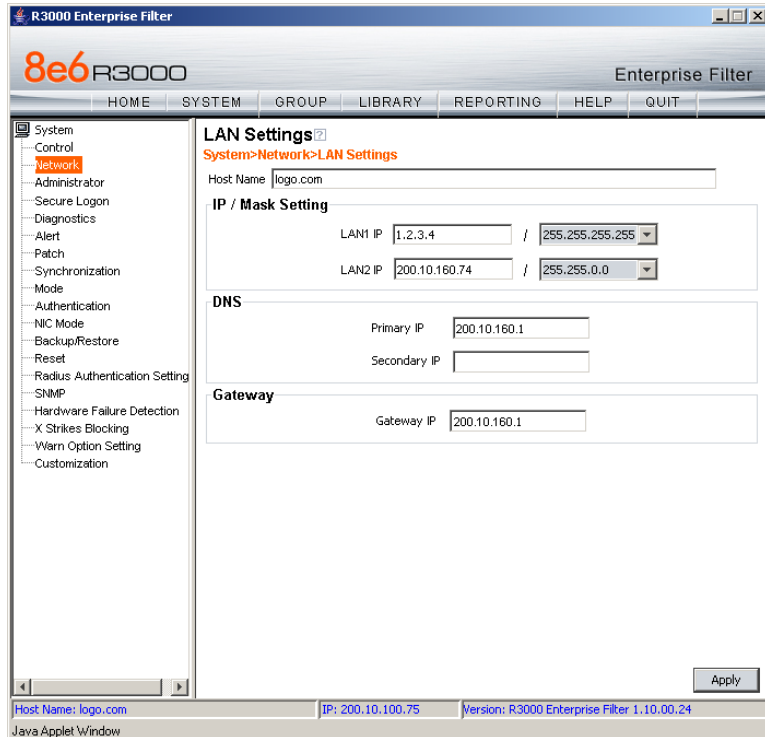 R3000 Enterprise Filter
8e6 R3000
Enterprise Filter
HOME SYSTEM GROUP LIBRARY REPORTING HELP QUIT
System
Control
Network
Administrator
Secure Logon
Diagnostics
Alert
Patch
Synchronization
Mode
Authentication
NIC Mode
Backup/Restore
Reset
Radius Authentication Setting
SNMP
Hardware Failure Detection
X Strikes Blocking
Warn Option Setting
Customization
LAN Settings ?
System>Network>LAN Settings
Host Name logo.com
IP / Mask Setting
LAN1 IP 1.2.3.4 / 255.255.255.255
LAN2 IP 200.10.160.74 / 255.255.0.0
DNS
Primary IP 200.10.160.1
Secondary IP
Gateway
Gateway IP 200.10.160.1
Apply
Host Name: logo.com IP: 200.10.100.75 Version: R3000 Enterprise Filter 1.10.00.24
Java Applet Window